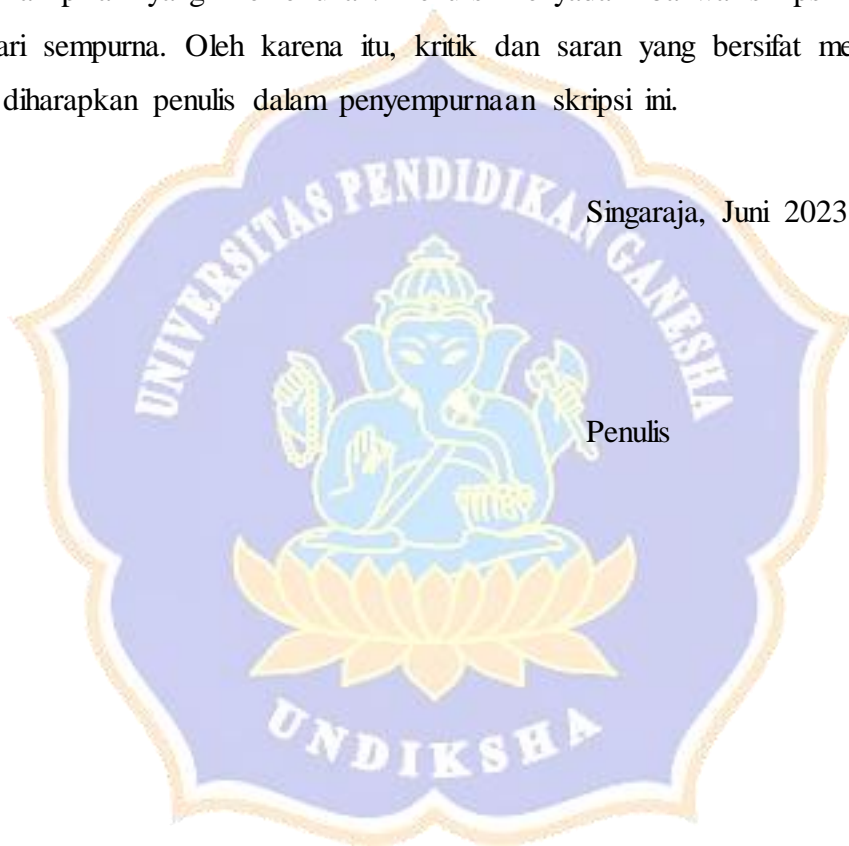 ari sempurna. Oleh karena itu, kritik dan saran yang bersifat me
diharapkan penulis dalam penyempurnaan skripsi ini.
UNIVERSITAS PENDIDIKAN GANESHA
Singaraja, Juni 2023
Penulis
UNDIKSHA